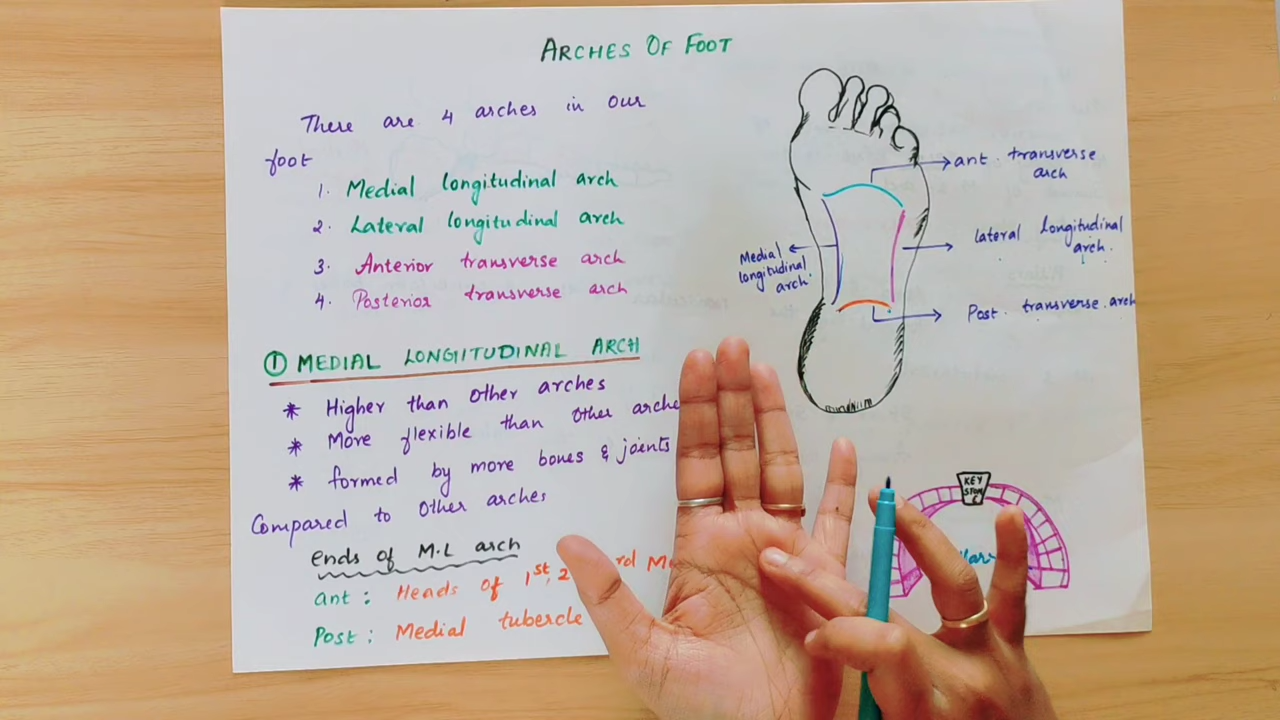 ARCHES OF FOOT
There are 4 arches in our
foot
1. Medial longitudinal arch
2. Lateral longitudinal arch
3. Anterior transverse arch
4. Posterior transverse arch
① MEDIAL LONGITUDINAL ARCH
* Higher than other arches
* More flexible than other arche
* formed by more bones & joints
Compared to other arches
ends of M.L arch
ant : Heads of 1st, 2 rd M
Post : Medial tubercle
ant. transverse
arch
Lateral longitudinal
arch.
Medial
longitudinal
arch.
Post. transverse. arch
KEY
STON
E